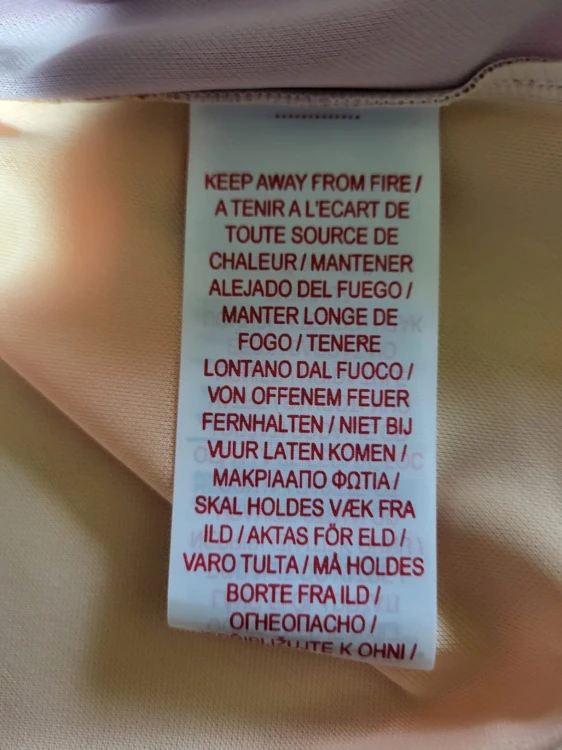 KEEP AWAY FROM FIRE /
A TENIR A L'ECART DE
TOUTE SOURCE DE
CHALEUR / MANTENER
ALEJADO DEL FUEGO /
MANTER LONGE DE
FOGO / TENERE
LONTANO DAL FUOCO /
VON OFFENEM FEUER
FERNHALTEN / NIET BIJ
VUUR LATEN KOMEN /
ΜΑΚΡΙΑΑΠΟ ΦΩΤΙΑ /
SKAL HOLDES VÆK FRA
ILD / AKTAS FÖR ELD /
VARO TULTA / MÅ HOLDES
BORTE FRA ILD /
ОГНЕОПАСНО /
K OHNI /